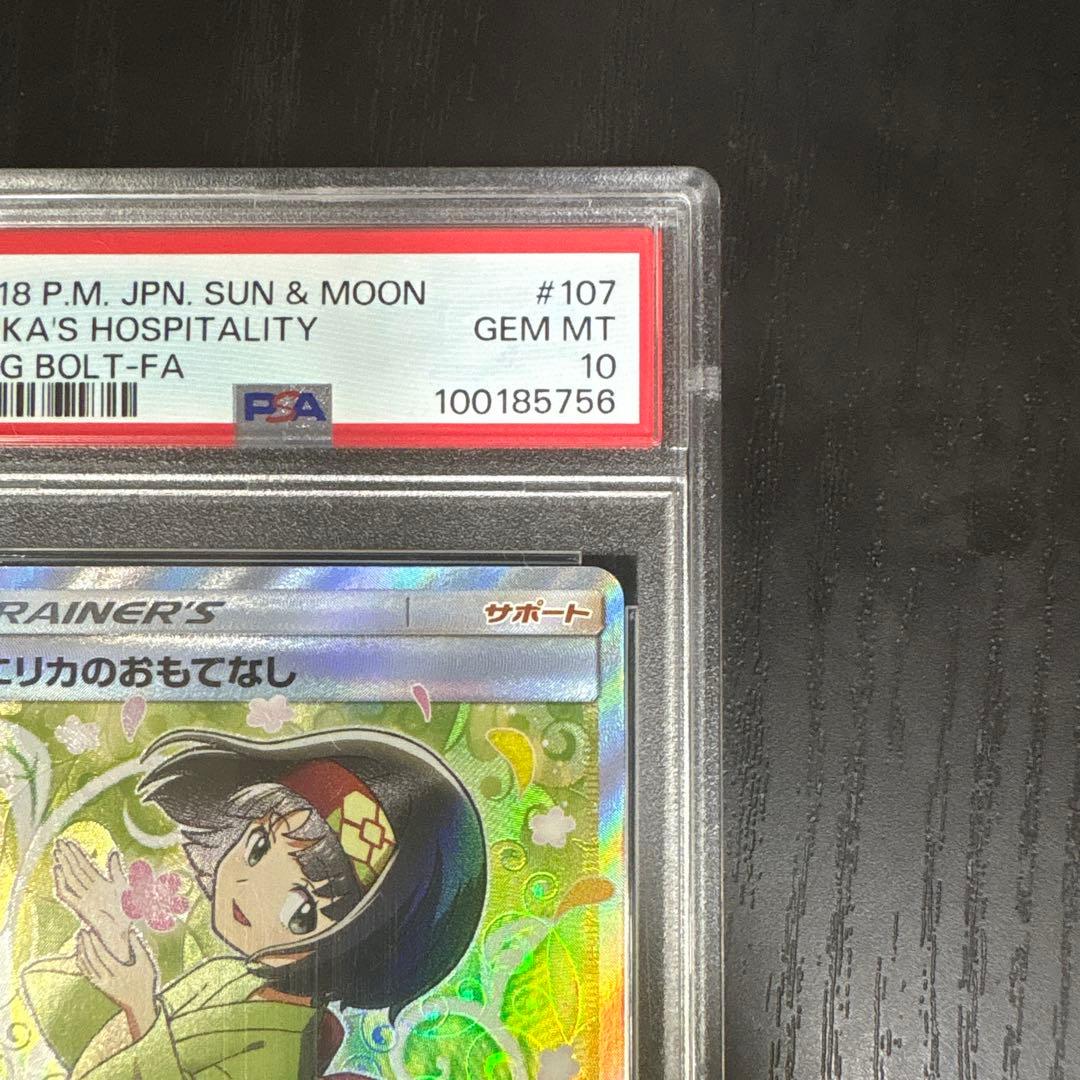 18 P.M. JPN. SUN & MOON #107
KA'S HOSPITALITY GEM MT
G BOLT-FA 10
PSA 100185756
RAINER'S サポート
エリカのおもてなし